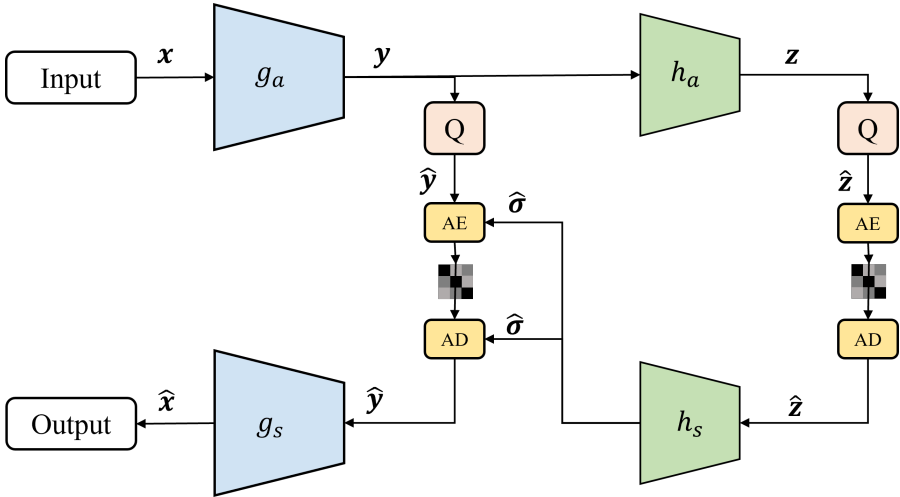 x
y
z
Input
g_a
h_a
Q
Q
ŷ
ẑ
σ̂
AE
AE
σ̂
AD
AD
x̂
ŷ
ẑ
Output
g_s
h_s